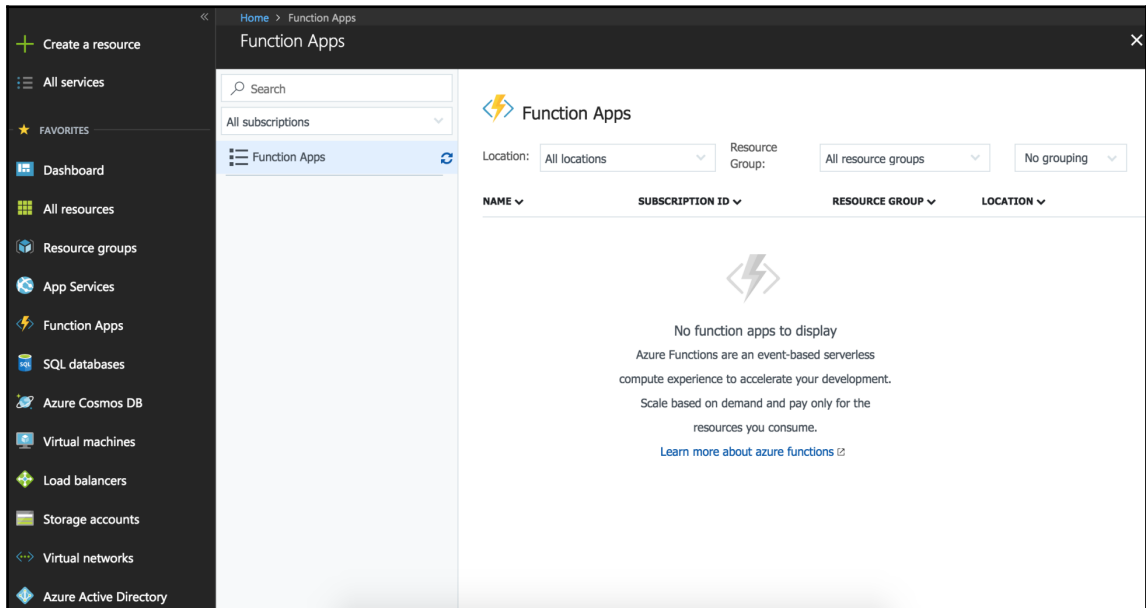 «
Home > Function Apps
Function Apps
Create a resource
All services
FAVORITES
Dashboard
All resources
Resource groups
App Services
Function Apps
SQL databases
Azure Cosmos DB
Virtual machines
Load balancers
Storage accounts
Virtual networks
Azure Active Directory
Search
All subscriptions
Function Apps
Function Apps
Location: All locations Resource Group: All resource groups No grouping
NAME SUBSCRIPTION ID RESOURCE GROUP LOCATION
No function apps to display
Azure Functions are an event-based serverless
compute experience to accelerate your development.
Scale based on demand and pay only for the
resources you consume.
Learn more about azure functions